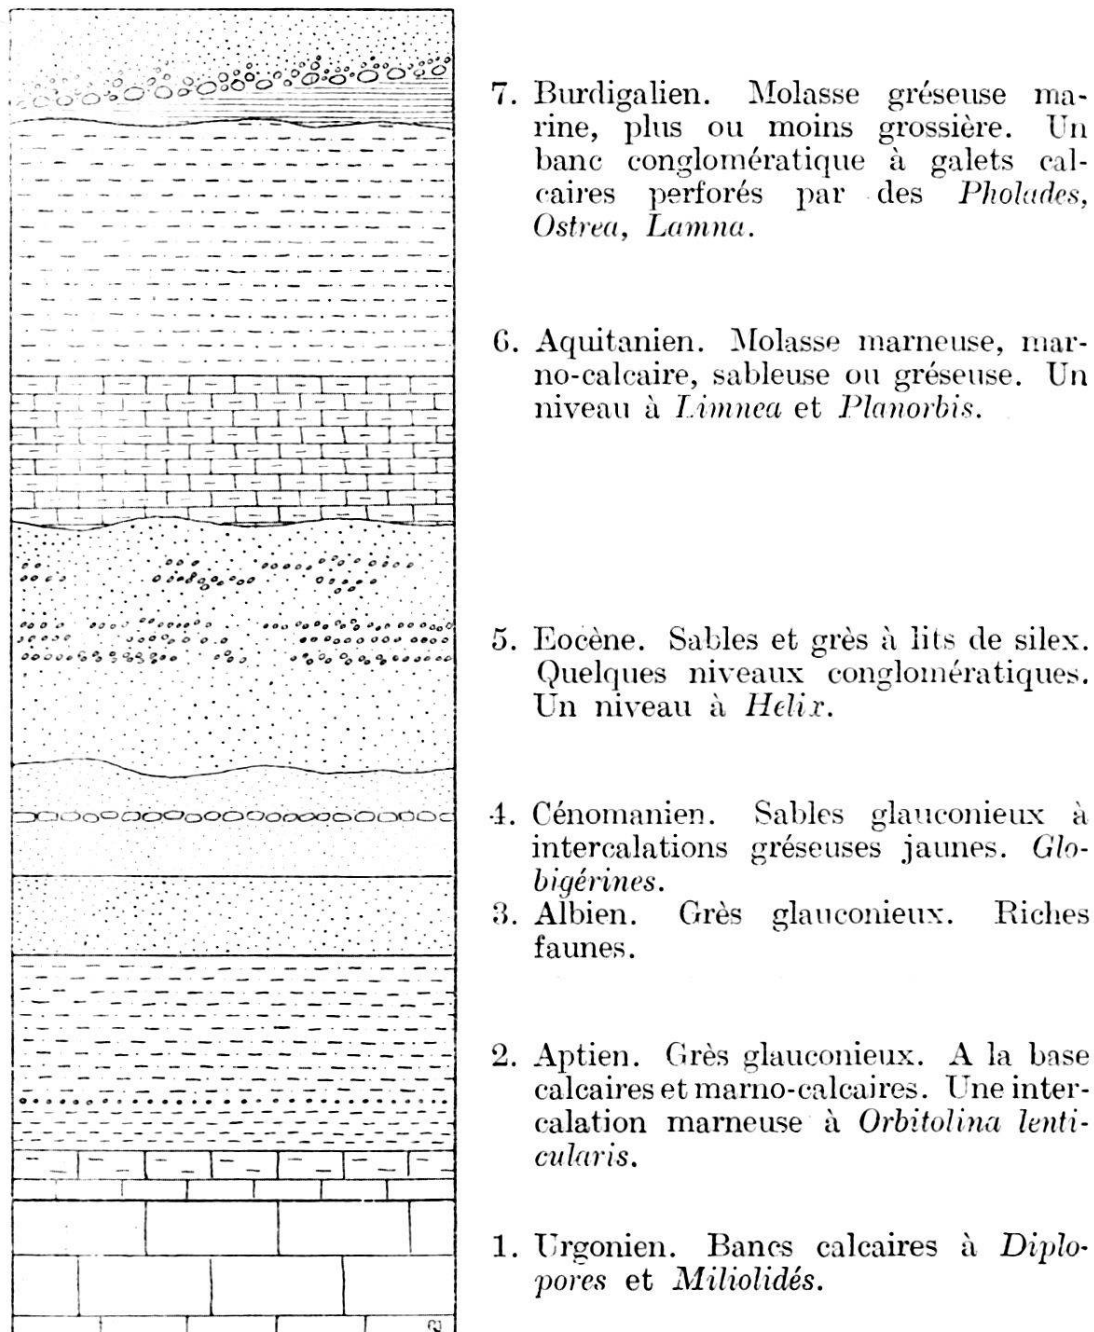 7. Burdigalien. Molasse gréseuse ma-
rine, plus ou moins grossière. Un
banc conglomératique à galets cal-
caires perforés par des Pholades,
Ostrea, Lamna.
6. Aquitanien. Molasse marneuse, mar-
no-calcaire, sableuse ou gréseuse. Un
niveau à Limnea et Planorbis.
5. Eocène. Sables et grès à lits de silex.
Quelques niveaux conglomératiques.
Un niveau à Helix.
4. Cénomanien. Sables glauconieux à
intercalations gréseuses jaunes. Glo-
bigérines.
3. Albien. Grès glauconieux. Riches
faunes.
2. Aptien. Grès glauconieux. A la base
calcaires et marno-calcaires. Une inter-
calation marneuse à Orbitolina lenti-
cularis.
1. Urgonien. Bancs calcaires à Diplo-
pores et Miliolidés.